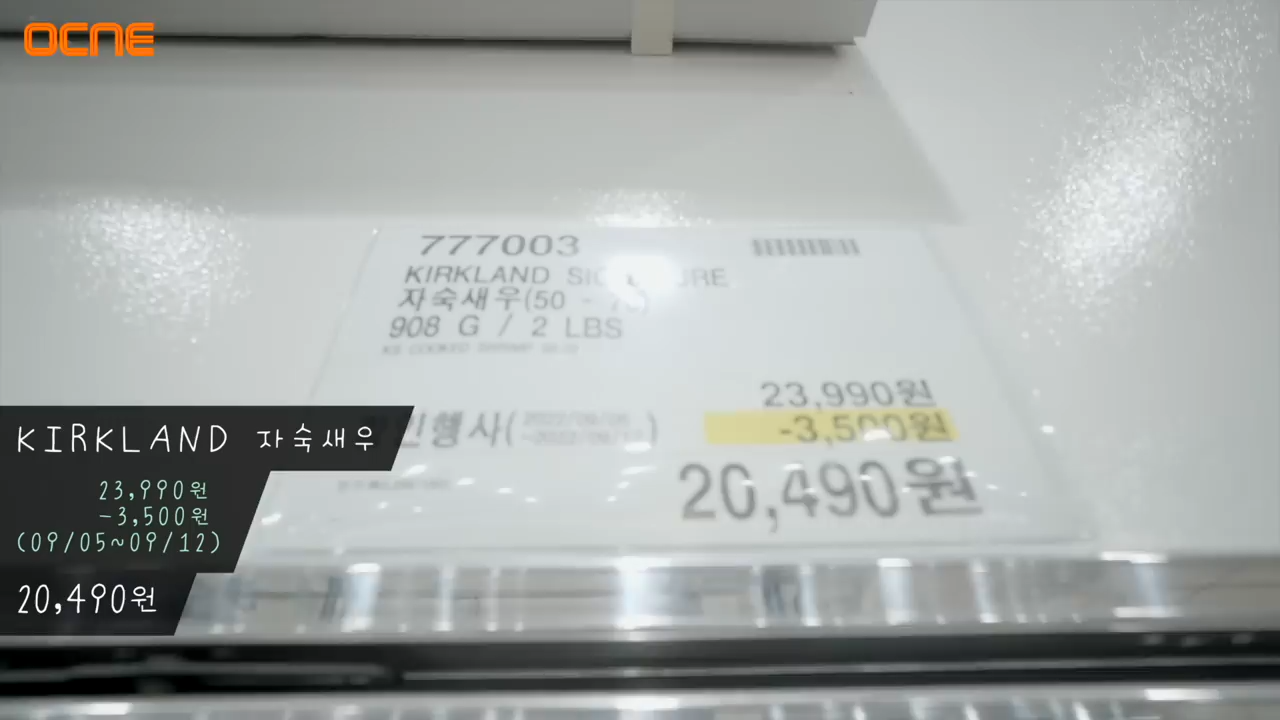 OCNE
777003
KIRKLAND SIGNATURE
자숙새우(50 -
908 G / 2 LBS
23,990원
-3,500원
20,490원
KIRKLAND 자숙새우
23,990원
-3,500원
(09/05~09/12)
20,490원